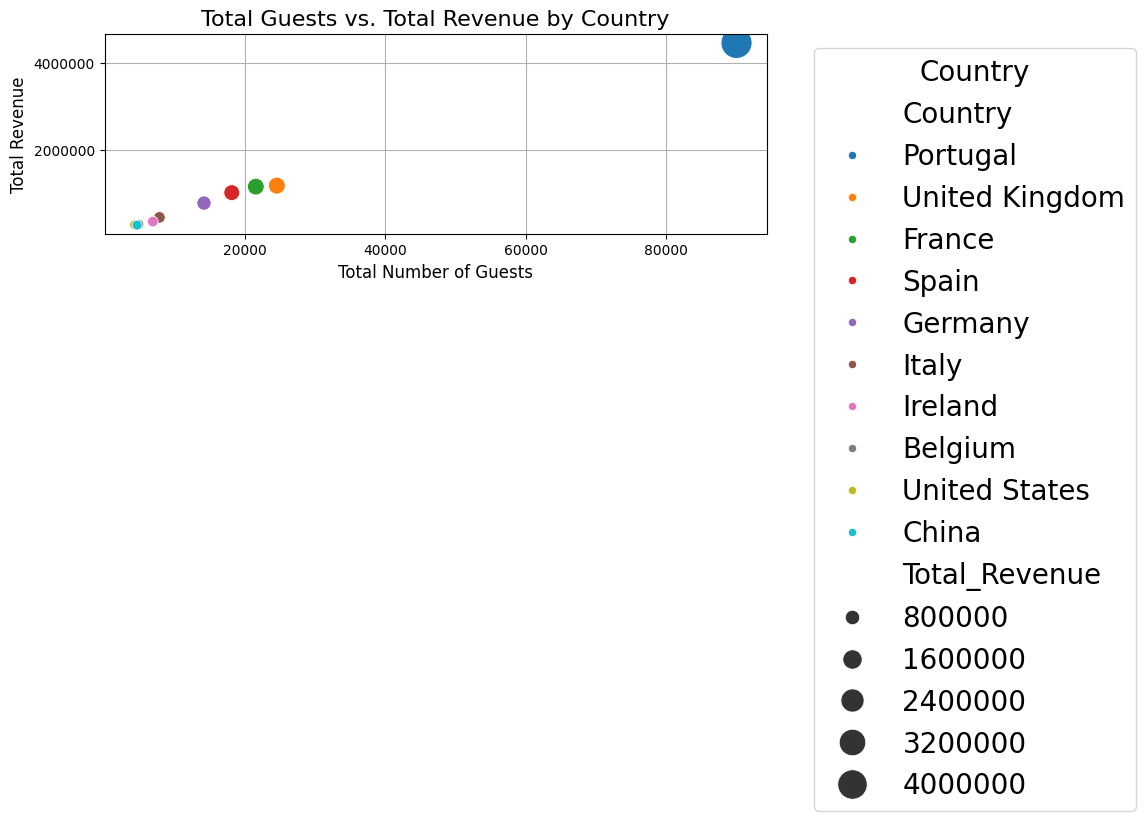 Total Guests vs. Total Revenue by Country
Total Revenue
4000000
2000000
20000
40000
60000
80000
Total Number of Guests
Country
Country
Portugal
United Kingdom
France
Spain
Germany
Italy
Ireland
Belgium
United States
China
Total_Revenue
800000
1600000
2400000
3200000
4000000